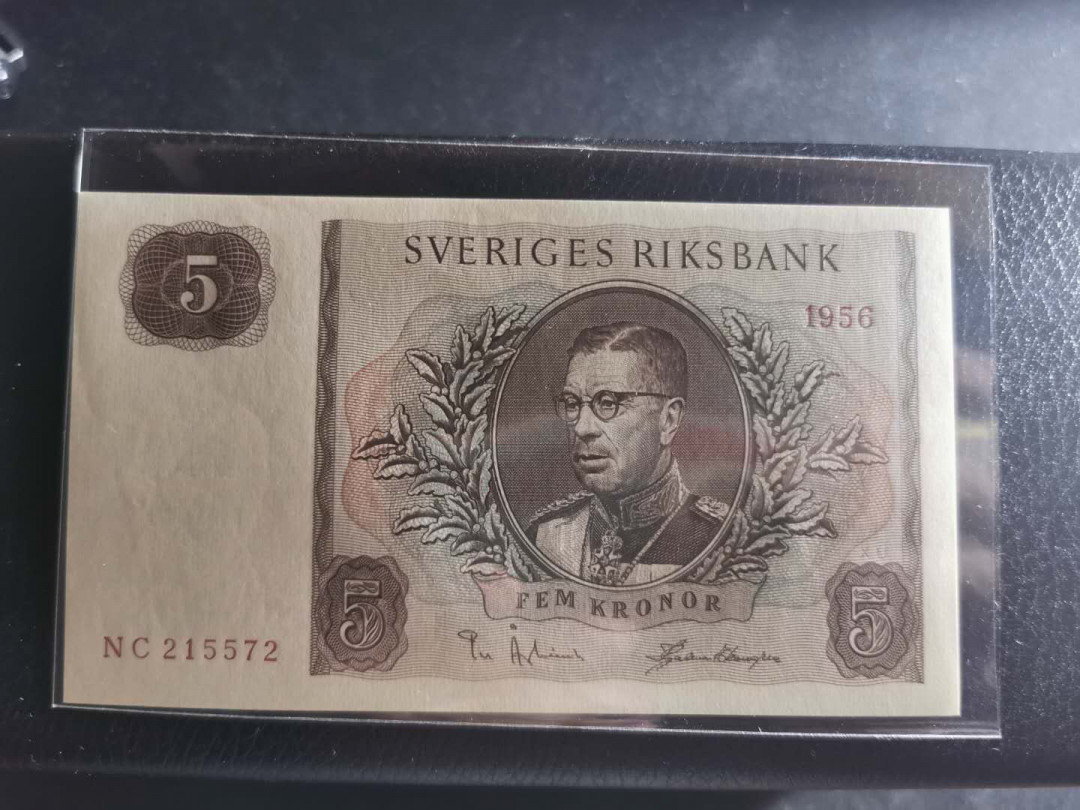 5
SVERIGES RIKSBANK
1956
FEM KRONOR
5
5
NC 215572